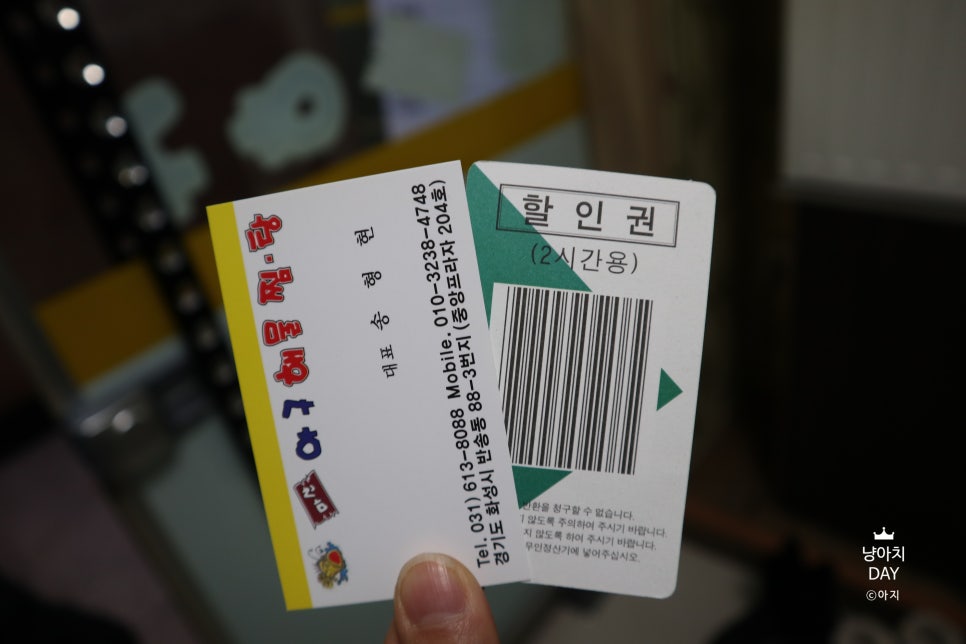 신금
아구 해물찜·탕
대표 송 형 현
Tel. 031) 613-8088 Mobile. 010-3238-4748
경기도 화성시 반송동 88-3번지 (중앙프라자 204호)
할 인 권
(2시간용)
반환을 청구할 수 없습니다.
않도록 주의하여 주시기 바랍니다.
지 않도록 하여 주시기 바랍니다.
무인정산기에 넣어주십시오.
냥아치
DAY
©아지